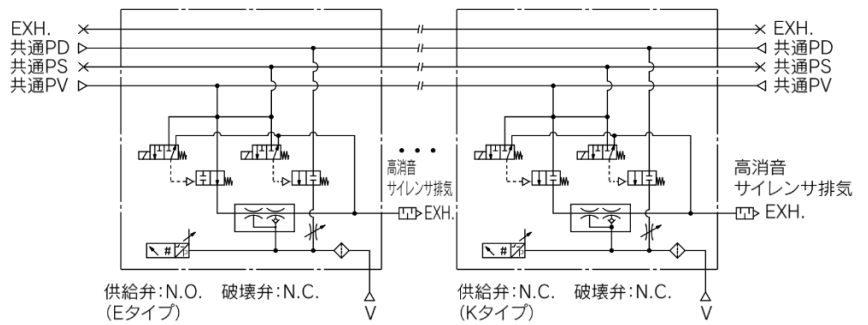 EXH.
共通PD
共通PS
共通PV
EXH.
共通PD
共通PS
共通PV
高消音
サイレンサ排気
EXH.
高消音
サイレンサ排気
EXH.
#
#
供給弁:N.O.
(Eタイプ)
破壊弁:N.C.
V
供給弁:N.C.
(Kタイプ)
破壊弁:N.C.
V